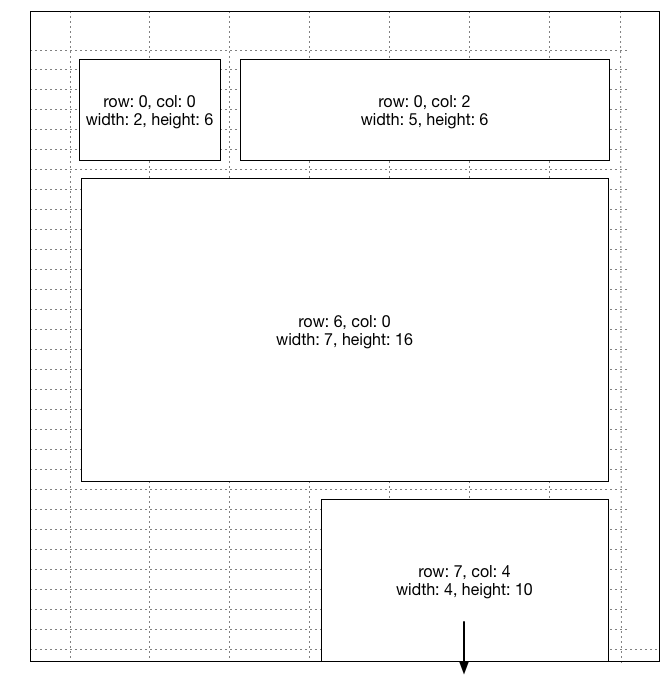 row: 0, col: 0
width: 2, height: 6
row: 0, col: 2
width: 5, height: 6
row: 6, col: 0
width: 7, height: 16
row: 7, col: 4
width: 4, height: 10